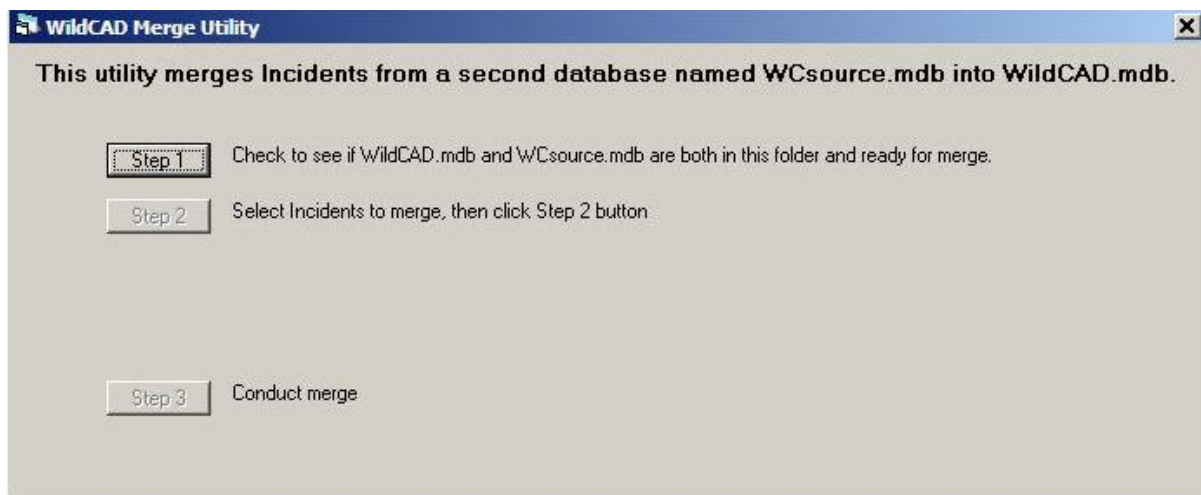 WildCAD Merge Utility
This utility merges Incidents from a second database named WCsource.mdb into WildCAD.mdb.
Step 1 Check to see if WildCAD.mdb and WCsource.mdb are both in this folder and ready for merge.
Step 2 Select Incidents to merge, then click Step 2 button
Step 3 Conduct merge